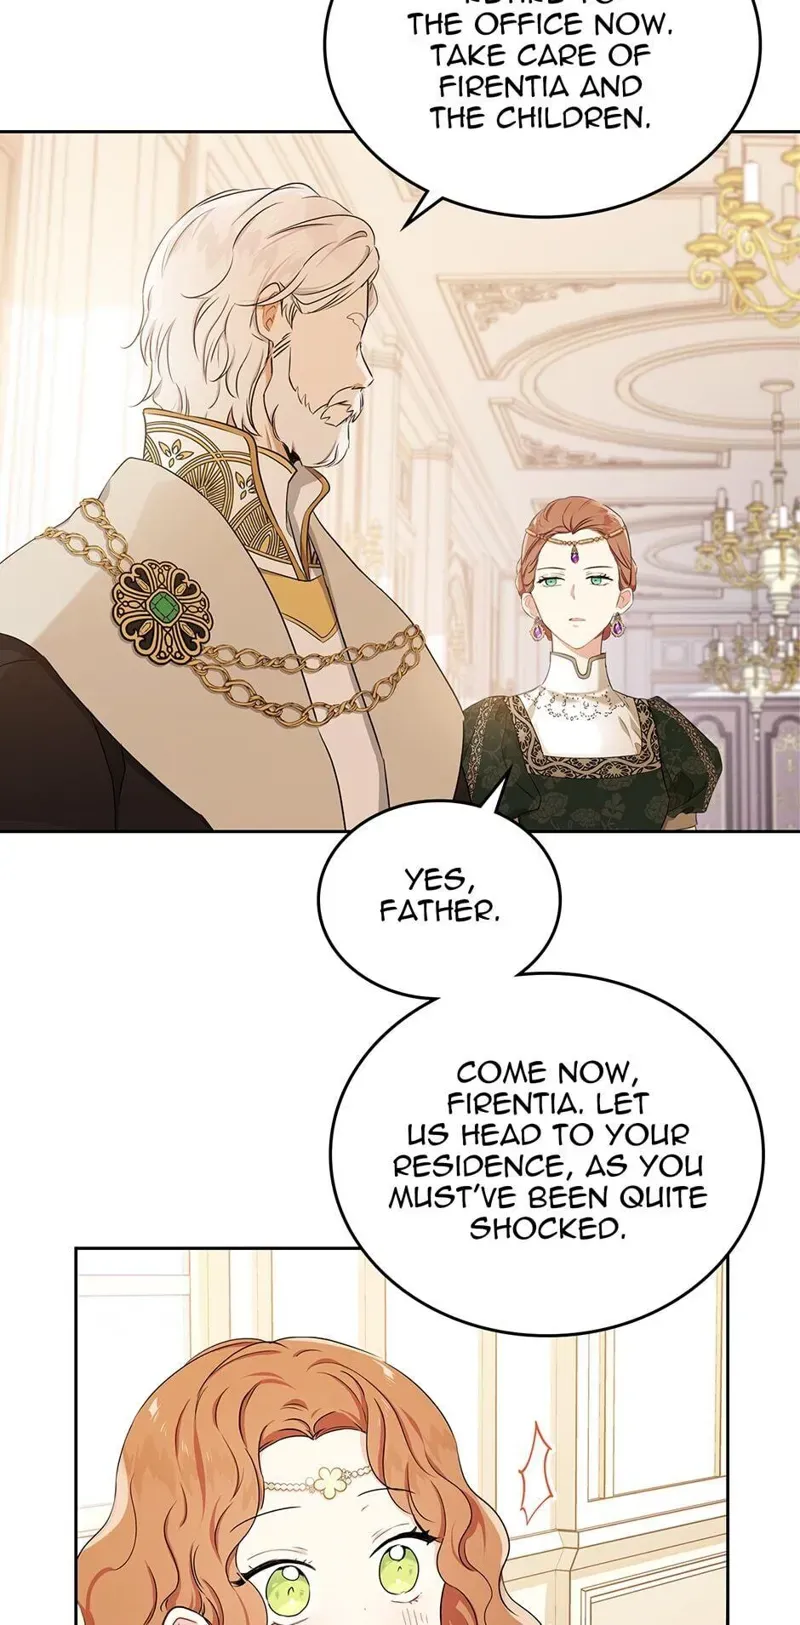 THE OFFICE NOW.
TAKE CARE OF
FIRENTIA AND
THE CHILDREN.
YES,
FATHER.
COME NOW,
FIRENTIA. LET
US HEAD TO YOUR
RESIDENCE, AS YOU
MUST'VE BEEN QUITE
SHOCKED.